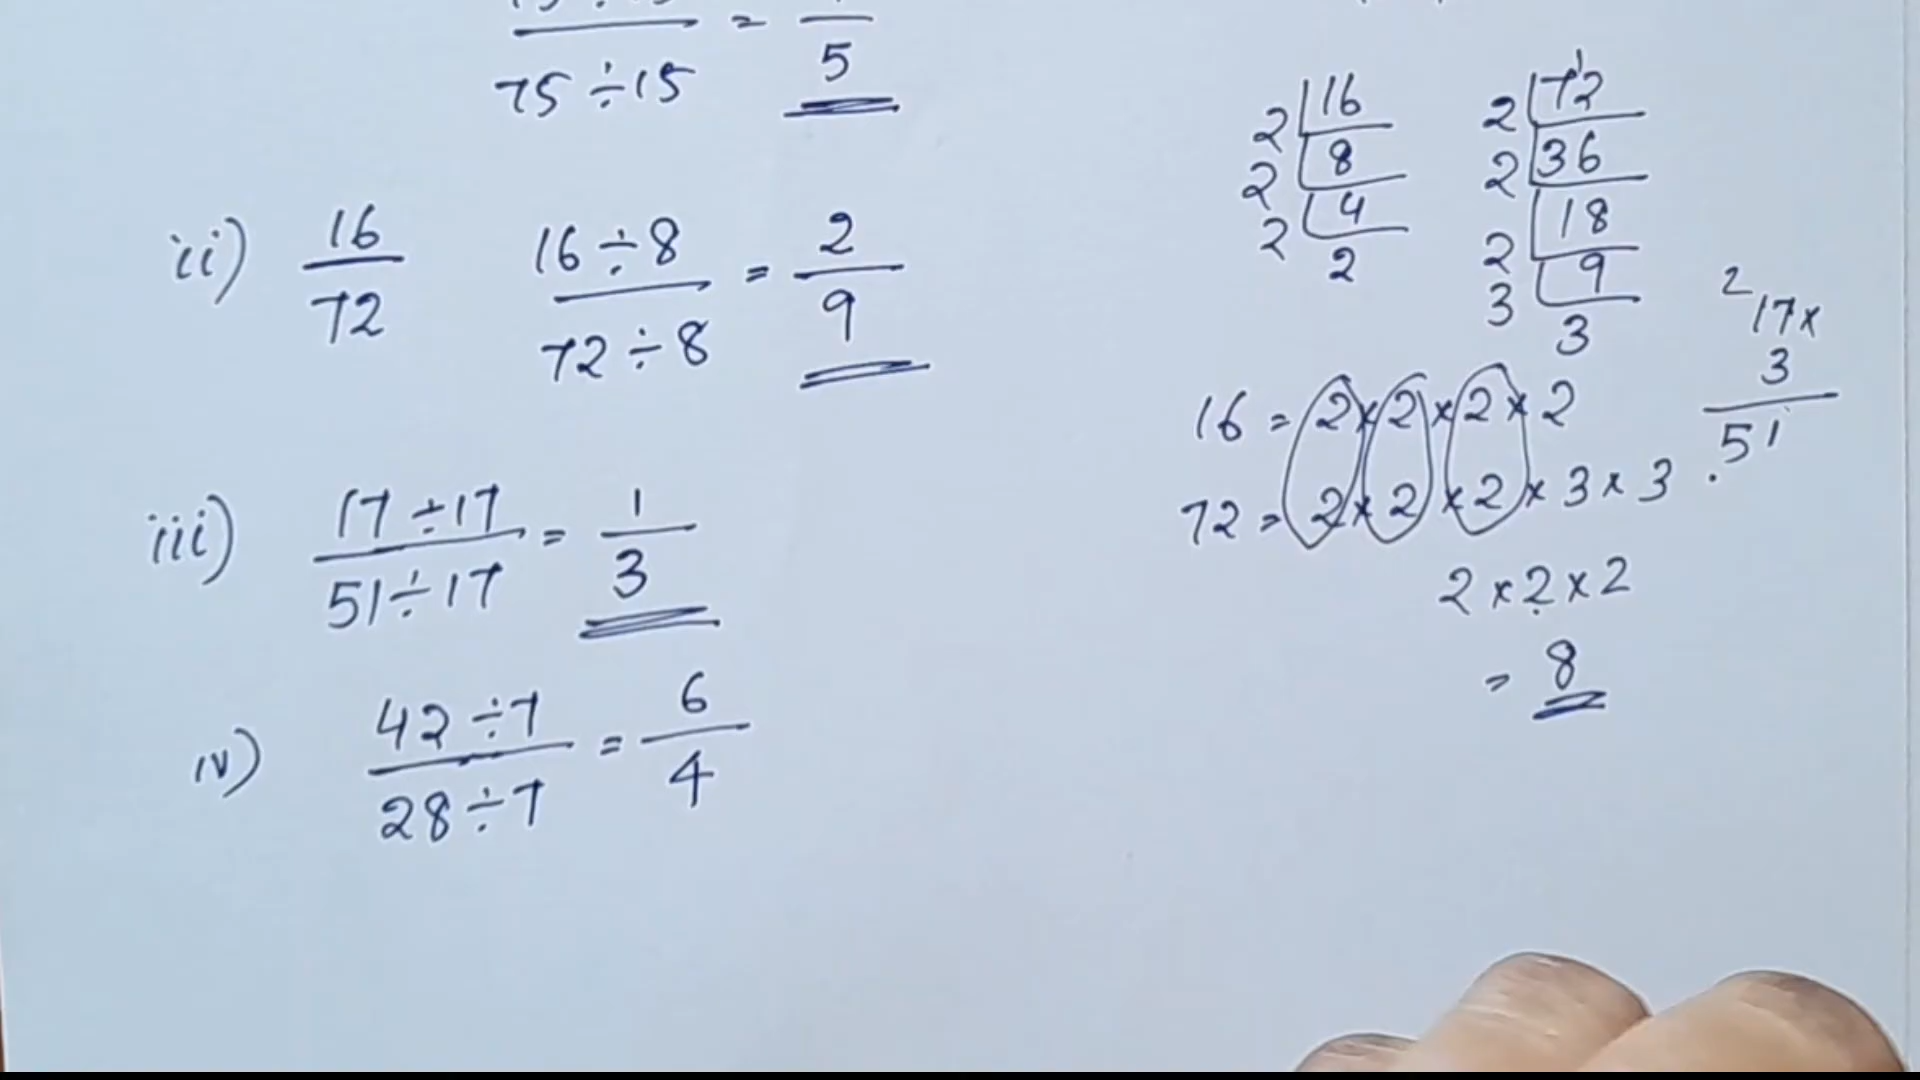 75 ÷ 15 = 5
ii) 16/72 16 ÷ 8 / 72 ÷ 8 = 2/9
iii) 17 ÷ 17 / 51 ÷ 17 = 1/3
iv) 42 ÷ 7 / 28 ÷ 7 = 6/4
2 | 16
2 | 8
2 | 4
2
2 | 72
2 | 36
2 | 18
3 | 9
3
16 = 2 × 2 × 2 × 2
72 = 2 × 2 × 2 × 3 × 3
2 × 2 × 2
= 8
2
17 ×
3
51